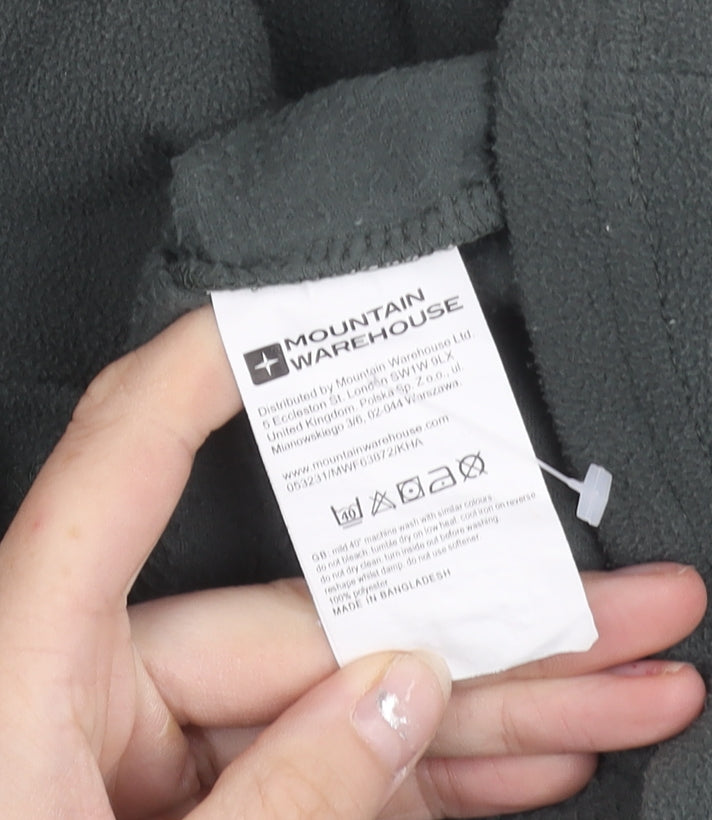 MOUNTAIN
WAREHOUSE
Distributed by Mountain Warehouse Ltd.
5 Eccleston St. London SW1W 9LX
United Kingdom, Polska Sp. Z o.o., ul.
Mianowskiego 3/6, 02-044 Warszawa.
www.mountainwarehouse.com
053231/MWF03872/KHA
40
GB: mild 40° machine wash with similar colours.
do not bleach. tumble dry on low heat. cool iron on reverse
do not dry clean. turn inside out before washing.
reshape whilst damp. do not use softener.
100% polyester
MADE IN BANGLADESH